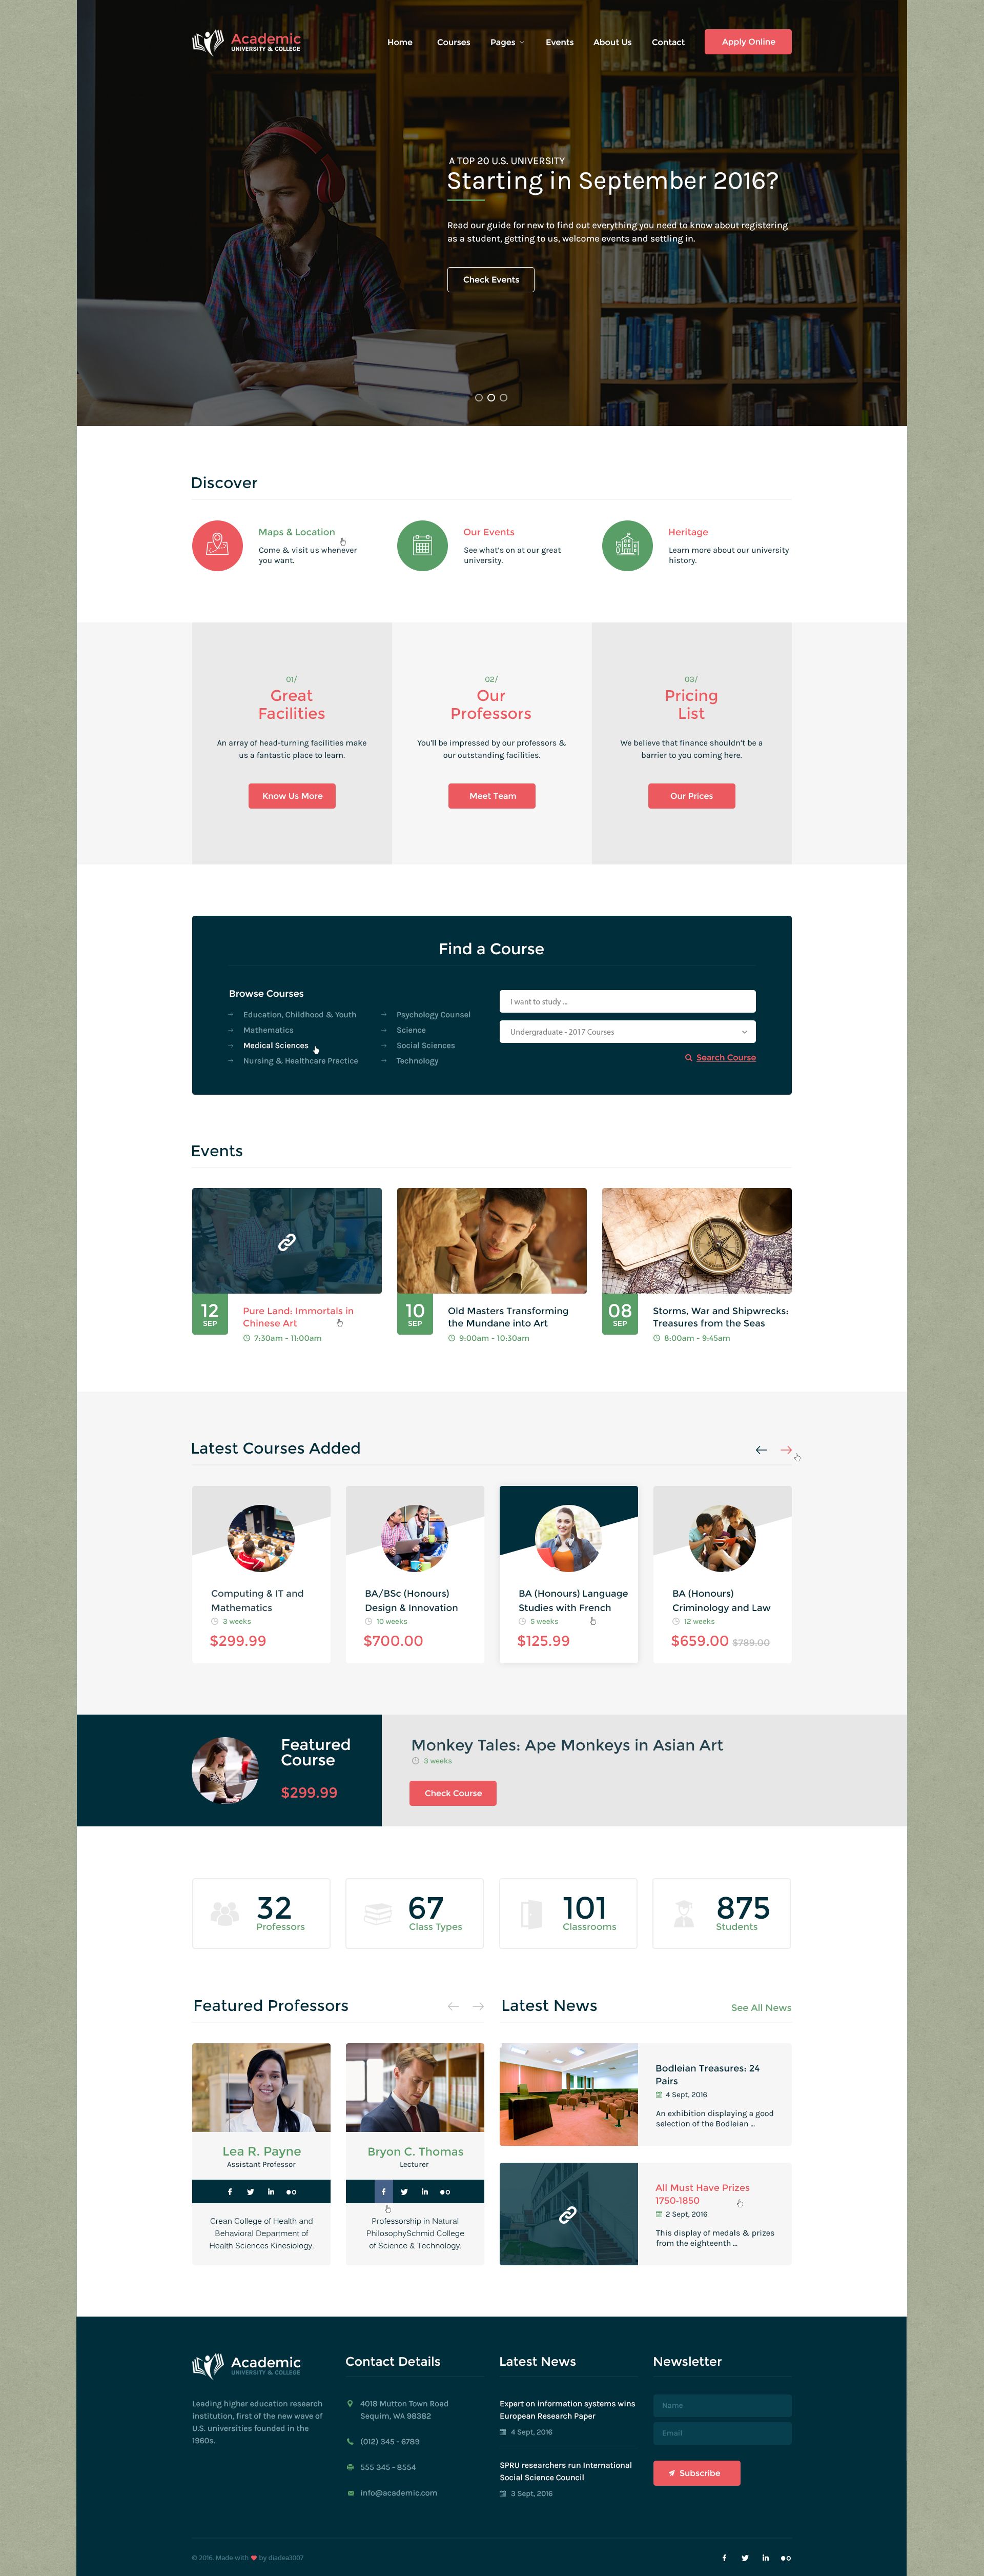 Academic
UNIVERSITY & COLLEGE
Home Courses Pages Events About Us Contact Apply Online
A TOP 20 U.S. UNIVERSITY
Starting in September 2016?
Read our guide for new to find out everything you need to know about registering
as a student, getting to us, welcome events and settling in.
Check Events
Discover
Maps & Location
Come & visit us whenever
you want.
Our Events
See what's on at our great
university.
Heritage
Learn more about our university
history.
01/
Great
Facilities
An array of head-turning facilities make
us a fantastic place to learn.
Know Us More
02/
Our
Professors
You'll be impressed by our professors &
our outstanding facilities.
Meet Team
03/
Pricing
List
We believe that finance shouldn't be a
barrier to you coming here.
Our Prices
Find a Course
Browse Courses
Education, Childhood & Youth
Mathematics
Medical Sciences
Nursing & Healthcare Practice
Psychology Counsel
Science
Social Sciences
Technology
I want to study ...
Undergraduate - 2017 Courses
Search Course
Events
12
SEP
Pure Land: Immortals in
Chinese Art
7:30am - 11:00am
10
SEP
Old Masters Transforming
the Mundane into Art
9:00am - 10:30am
08
SEP
Storms, War and Shipwrecks:
Treasures from the Seas
8:00am - 9:45am
Latest Courses Added
Computing & IT and
Mathematics
3 weeks
$299.99
BA/BSc (Honours)
Design & Innovation
10 weeks
$700.00
BA (Honours) Language
Studies with French
5 weeks
$125.99
BA (Honours)
Criminology and Law
12 weeks
$659.00 $789.00
Featured
Course
$299.99
Monkey Tales: Ape Monkeys in Asian Art
3 weeks
Check Course
32
Professors
67
Class Types
101
Classrooms
875
Students
Featured Professors
Lea R. Payne
Assistant Professor
Crean College of Health and
Behavioral Department of
Health Sciences Kinesiology.
Bryon C. Thomas
Lecturer
Professorship in Natural
PhilosophySchmid College
of Science & Technology.
Latest News
See All News
Bodleian Treasures: 24
Pairs
4 Sept, 2016
An exhibition displaying a good
selection of the Bodleian ...
All Must Have Prizes
1750-1850
2 Sept, 2016
This display of medals & prizes
from the eighteenth ...
Academic
UNIVERSITY & COLLEGE
Leading higher education research
institution, first of the new wave of
U.S. universities founded in the
1960s.
Contact Details
4018 Mutton Town Road
Sequim, WA 98382
(012) 345 - 6789
555 345 - 8554
info@academic.com
Latest News
Expert on information systems wins
European Research Paper
4 Sept, 2016
SPRU researchers run International
Social Science Council
3 Sept, 2016
Newsletter
Name
Email
Subscribe
© 2016. Made with ❤ by diadea3007